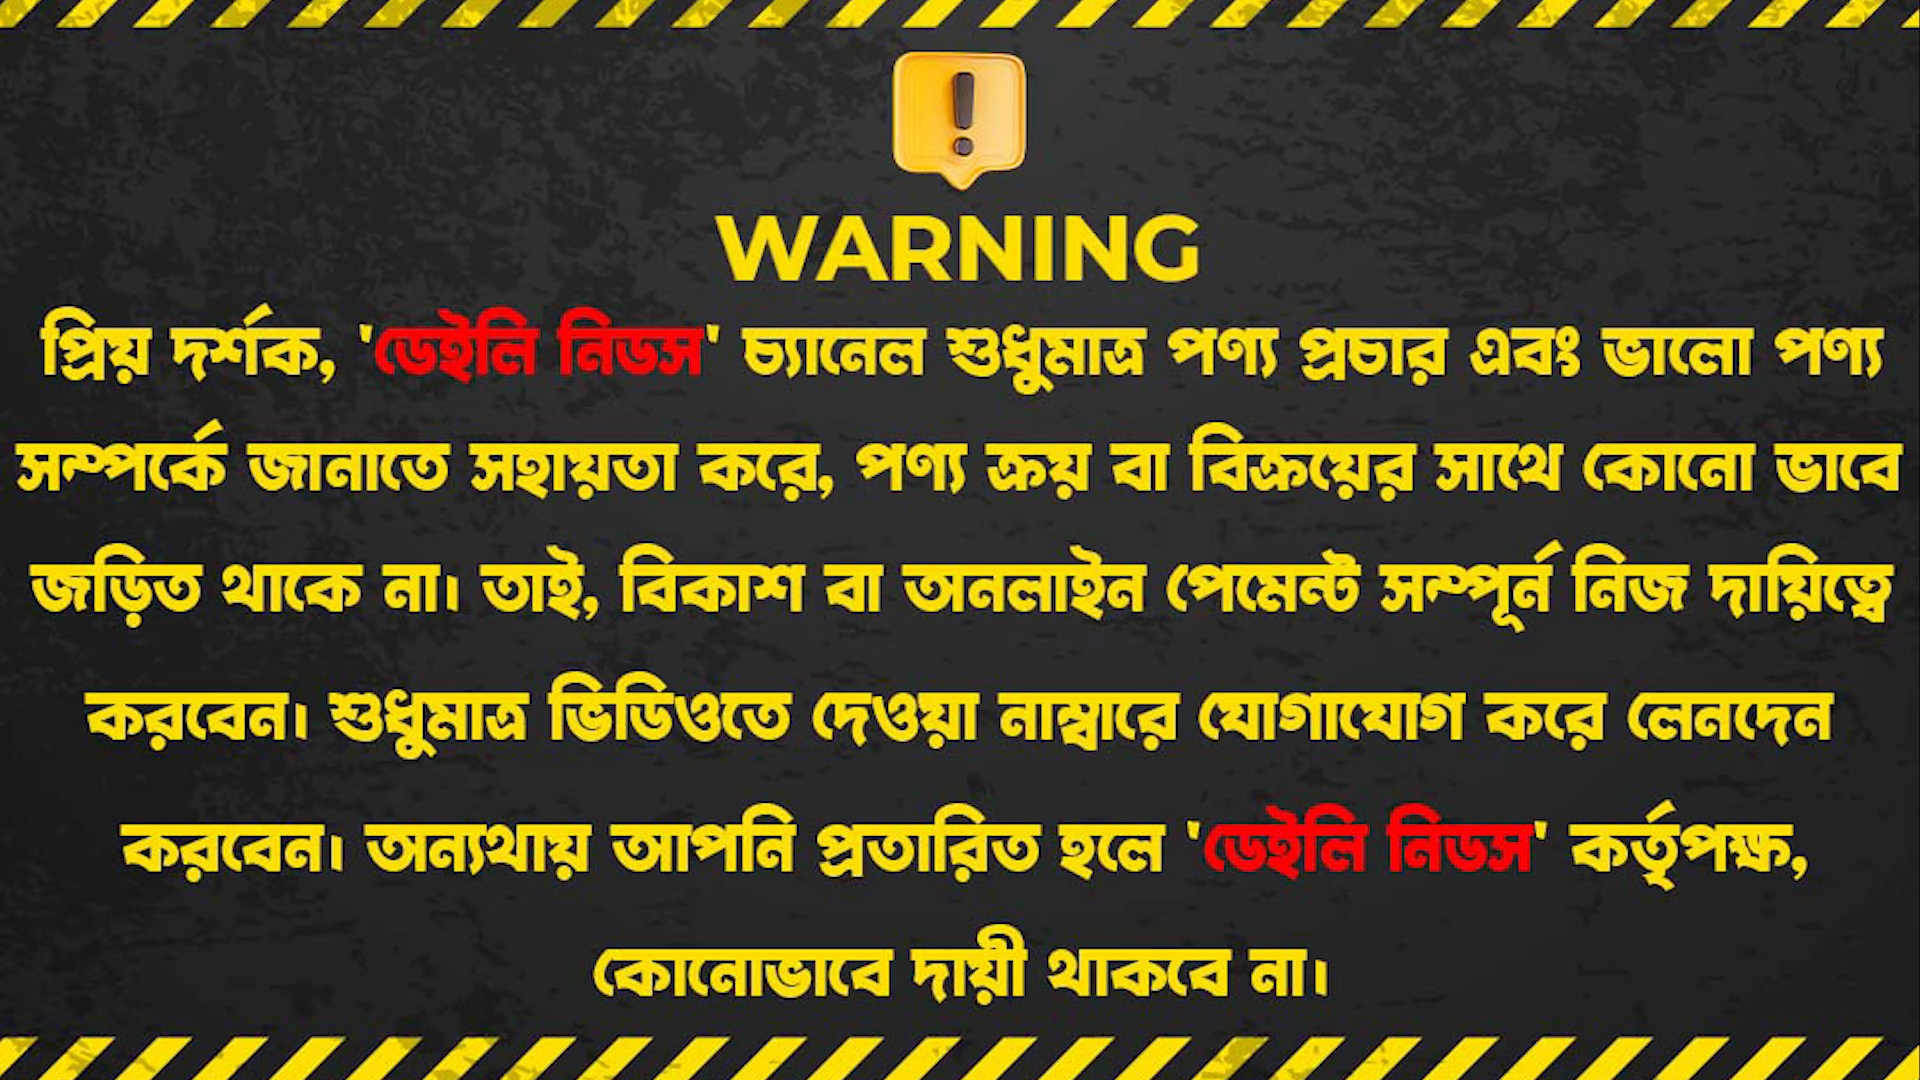 WARNING
প্রিয় দর্শক, 'ডেইলি নিডস' চ্যানেল শুধুমাত্র পণ্য প্রচার এবং ভালো পণ্য
সম্পর্কে জানাতে সহায়তা করে, পণ্য ক্রয় বা বিক্রয়ের সাথে কোনো ভাবে
জড়িত থাকে না। তাই, বিকাশ বা অনলাইন পেমেন্ট সম্পূর্ন নিজ দায়িত্বে
করবেন। শুধুমাত্র ভিডিওতে দেওয়া নাম্বারে যোগাযোগ করে লেনদেন
করবেন। অন্যথায় আপনি প্রতারিত হলে 'ডেইলি নিডস' কর্তৃপক্ষ,
কোনোভাবে দায়ী থাকবে না।